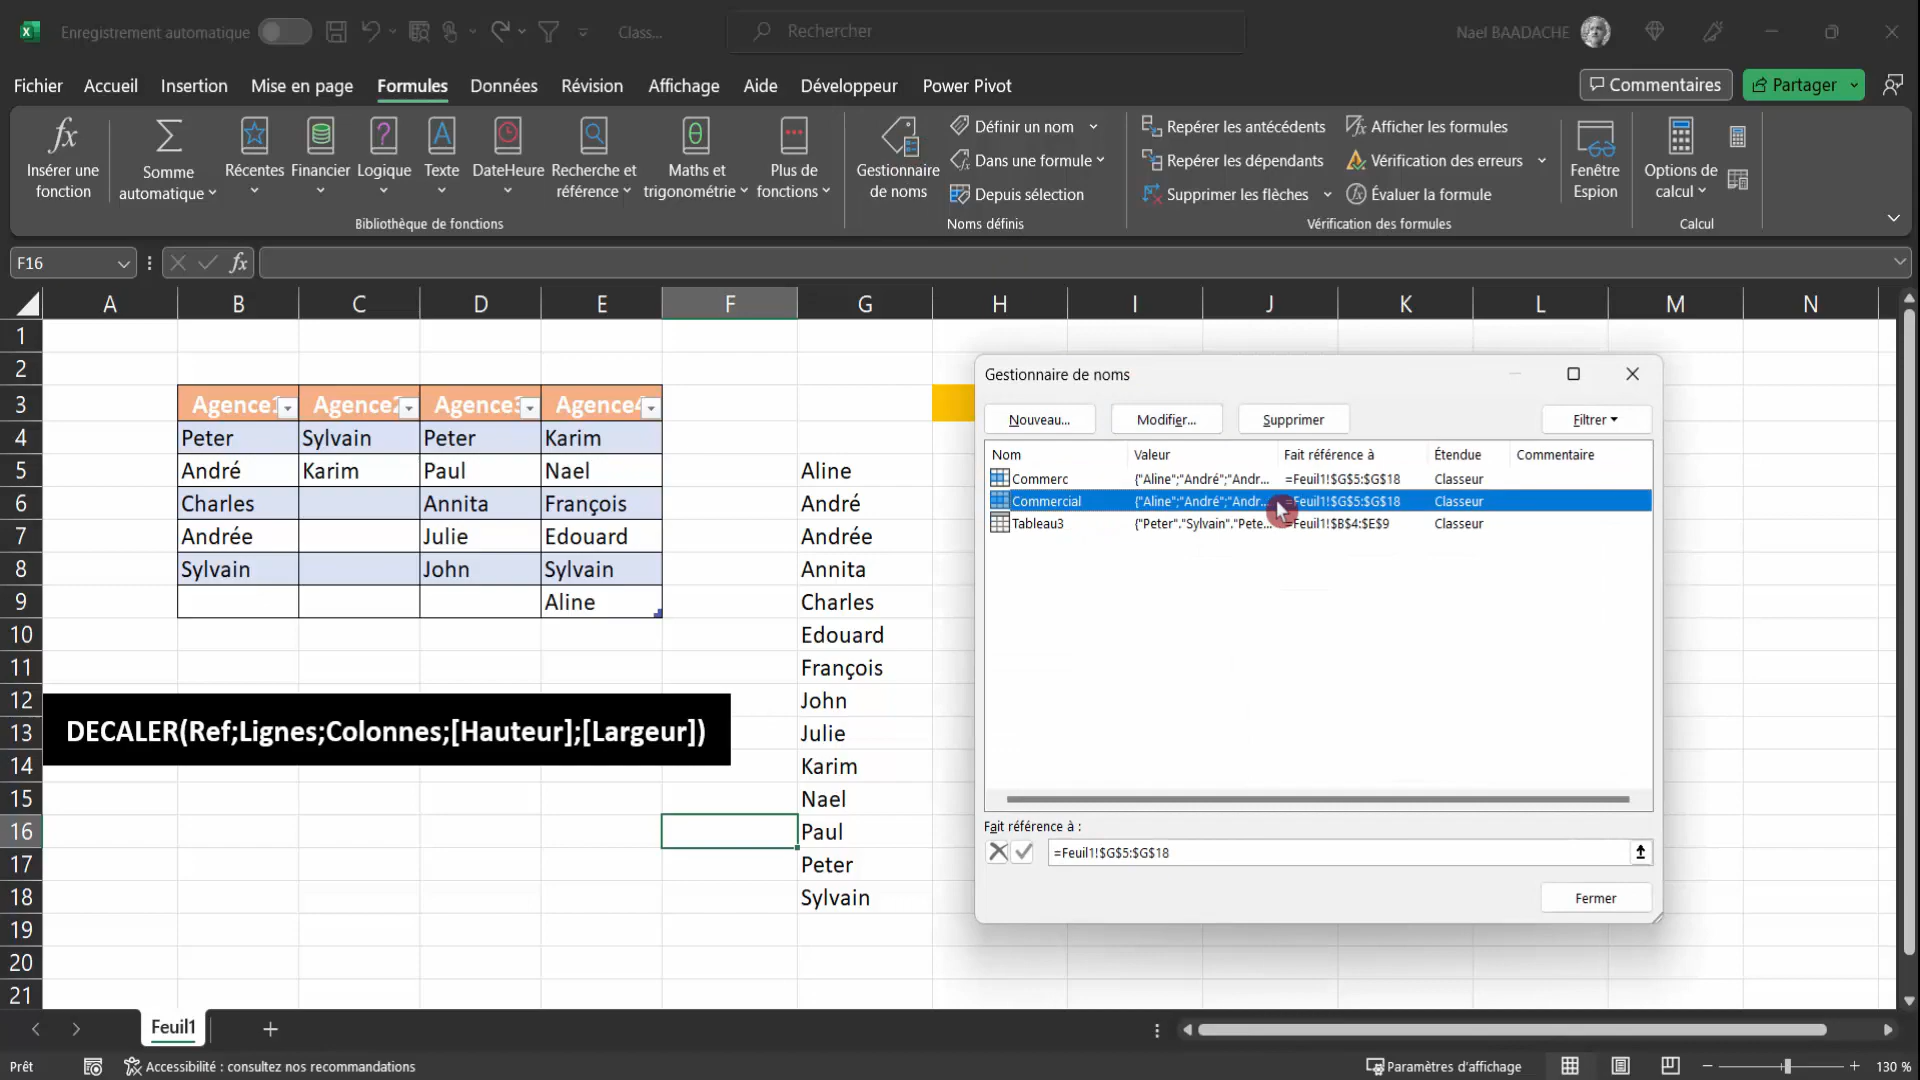 Enregistrement automatique
Class...
Rechercher
Nael BAADACHE
Fichier Accueil Insertion Mise en page Formules Données Révision Affichage Aide Développeur Power Pivot
Commentaires
Partager
Insérer une fonction
Somme automatique
Récentes
Financier
Logique
Texte
DateHeure
Recherche et référence
Maths et trigonométrie
Plus de fonctions
Bibliothèque de fonctions
Gestionnaire de noms
Définir un nom
Dans une formule
Depuis sélection
Noms définis
Repérer les antécédents
Repérer les dépendants
Supprimer les flèches
Afficher les formules
Vérification des erreurs
Évaluer la formule
Vérification des formules
Fenêtre Espion
Options de calcul
Calcul
F16
fx
A B C D E F G H I J K L M N
1
2
3 Agence1 Agence2 Agence3 Agence4
4 Peter Sylvain Peter Karim
5 André Karim Paul Nael Aline
6 Charles Annita François André
7 Andrée Julie Edouard Andrée
8 Sylvain John Sylvain Annita
9 Aline Charles
10 Edouard
11 François
12 John
13 Julie
14 Karim
15 Nael
16 Paul
17 Peter
18 Sylvain
19
20
21
DECALER(Ref;Lignes;Colonnes;[Hauteur];[Largeur])
Gestionnaire de noms
Nouveau... Modifier... Supprimer Filtrer
Nom Valeur Fait référence à Étendue Commentaire
Commerc {"Aline";"André";"Andr... =Feuil1!$G$5:$G$18 Classeur
Commercial {"Aline";"André";"Andr... =Feuil1!$G$5:$G$18 Classeur
Tableau3 {"Peter"."Sylvain"."Pete... =Feuil1!$B$4:$E$9 Classeur
Fait référence à :
=Feuil1!$G$5:$G$18
Fermer
Feuil1
Prêt
Accessibilité : consultez nos recommandations
Paramètres d'affichage
130 %